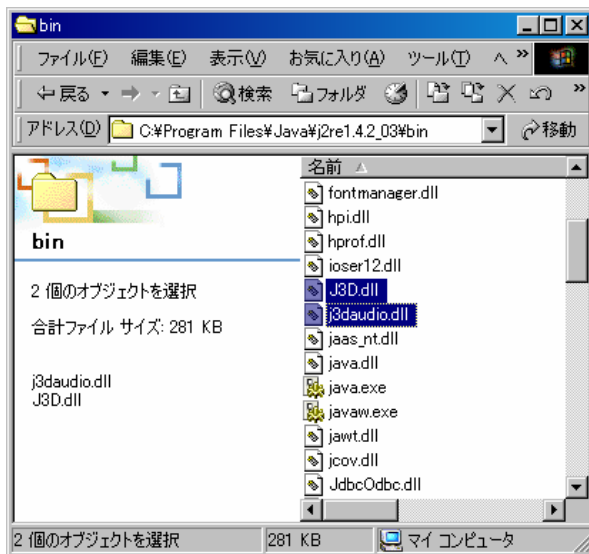 bin
ファイル(F) 編集(E) 表示(V) お気に入り(A) ツール(T) ヘ »
戻る 検索 フォルダ »
アドレス(D) C:¥Program Files¥Java¥j2re1.4.2_03¥bin 移動
bin
2 個のオブジェクトを選択
合計ファイル サイズ: 281 KB
j3daudio.dll
J3D.dll
名前
fontmanager.dll
hpi.dll
hprof.dll
ioser12.dll
J3D.dll
j3daudio.dll
jaas_nt.dll
java.dll
java.exe
javaw.exe
jawt.dll
jcov.dll
JdbcOdbc.dll
2 個のオブジェクトを選択 281 KB マイ コンピュータ